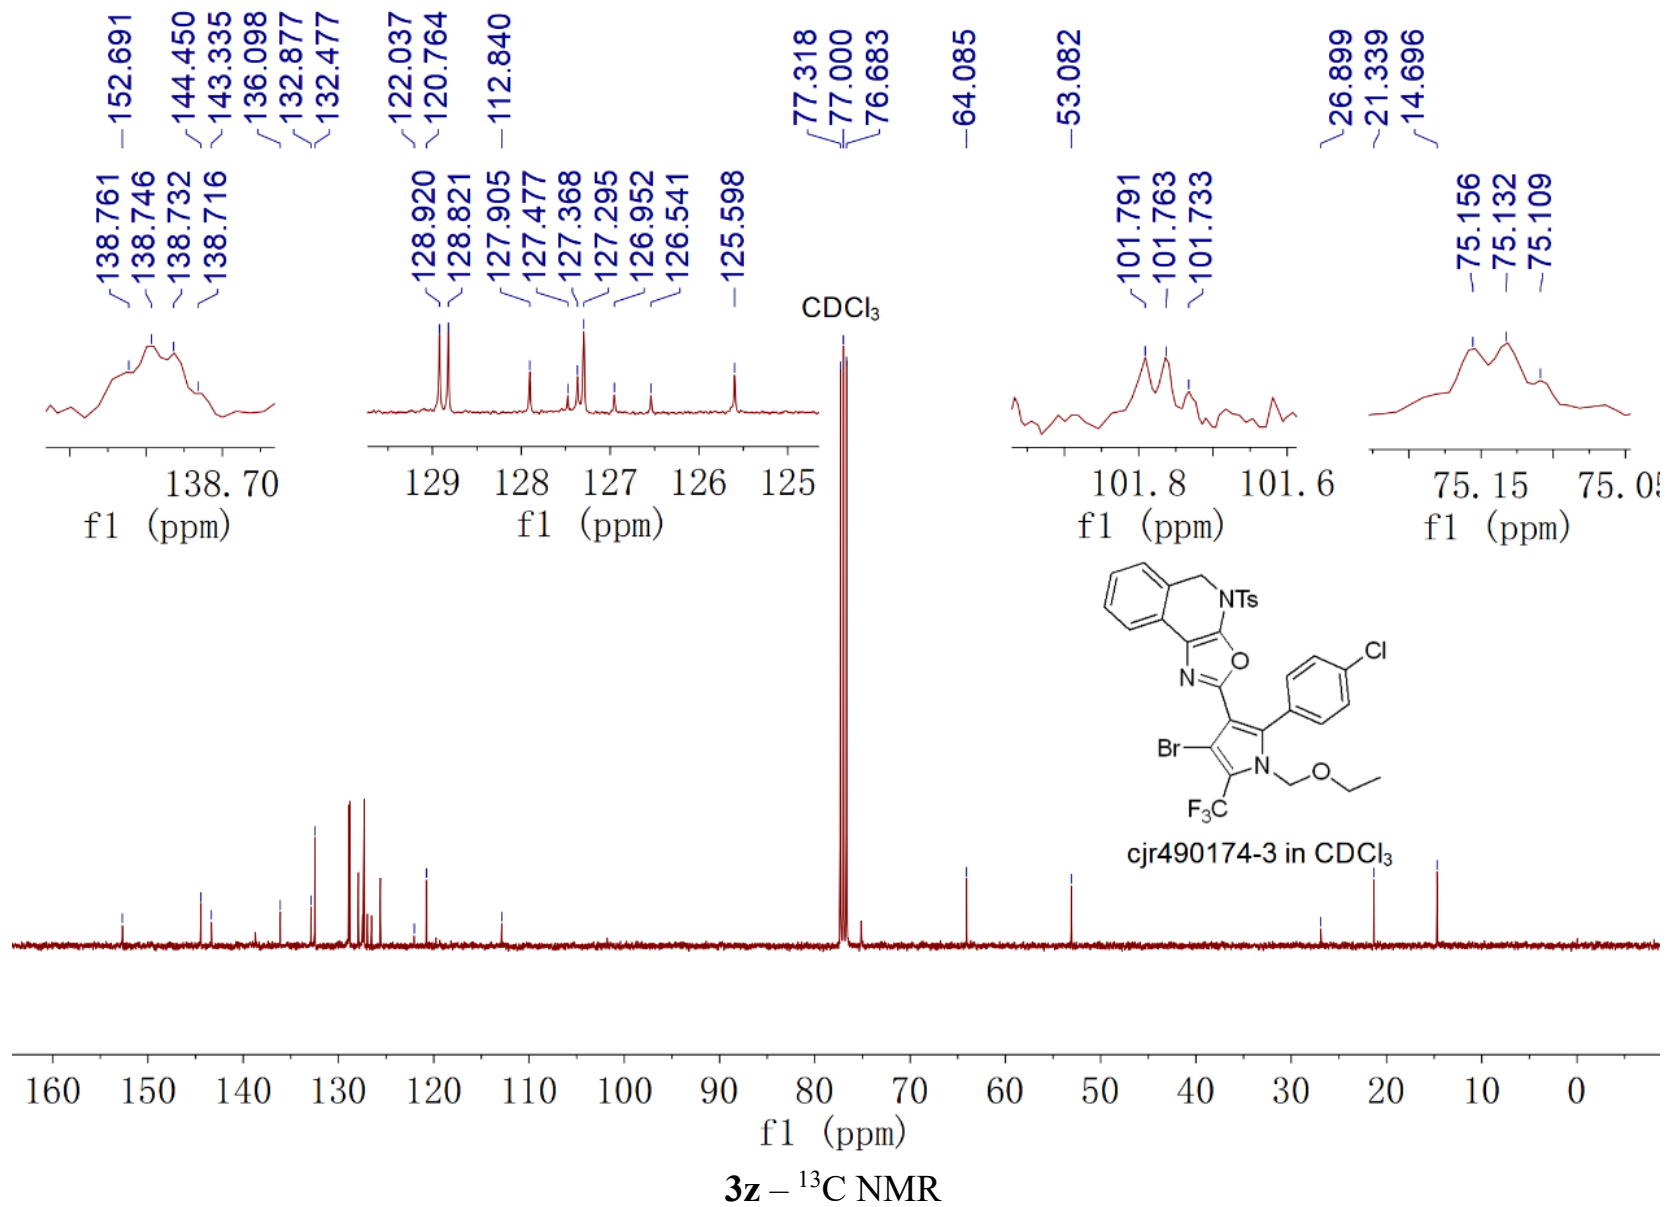 152.691
144.450
143.335
136.098
132.877
132.477
122.037
120.764
112.840
77.318
77.000
76.683
64.085
53.082
26.899
21.339
14.696
138.761
138.746
138.732
138.716
128.920
128.821
127.905
127.477
127.368
127.295
126.952
126.541
125.598
101.791
101.763
101.733
75.156
75.132
75.109
CDCl₃
138.70
f1 (ppm)
129 128 127 126 125
f1 (ppm)
101.8 101.6
f1 (ppm)
75.15 75.05
f1 (ppm)
NTs
O
N
Cl
Br
N
O
F₃C
cjr490174-3 in CDCl₃
160 150 140 130 120 110 100 90 80 70 60 50 40 30 20 10 0
f1 (ppm)
3z – ¹³C NMR